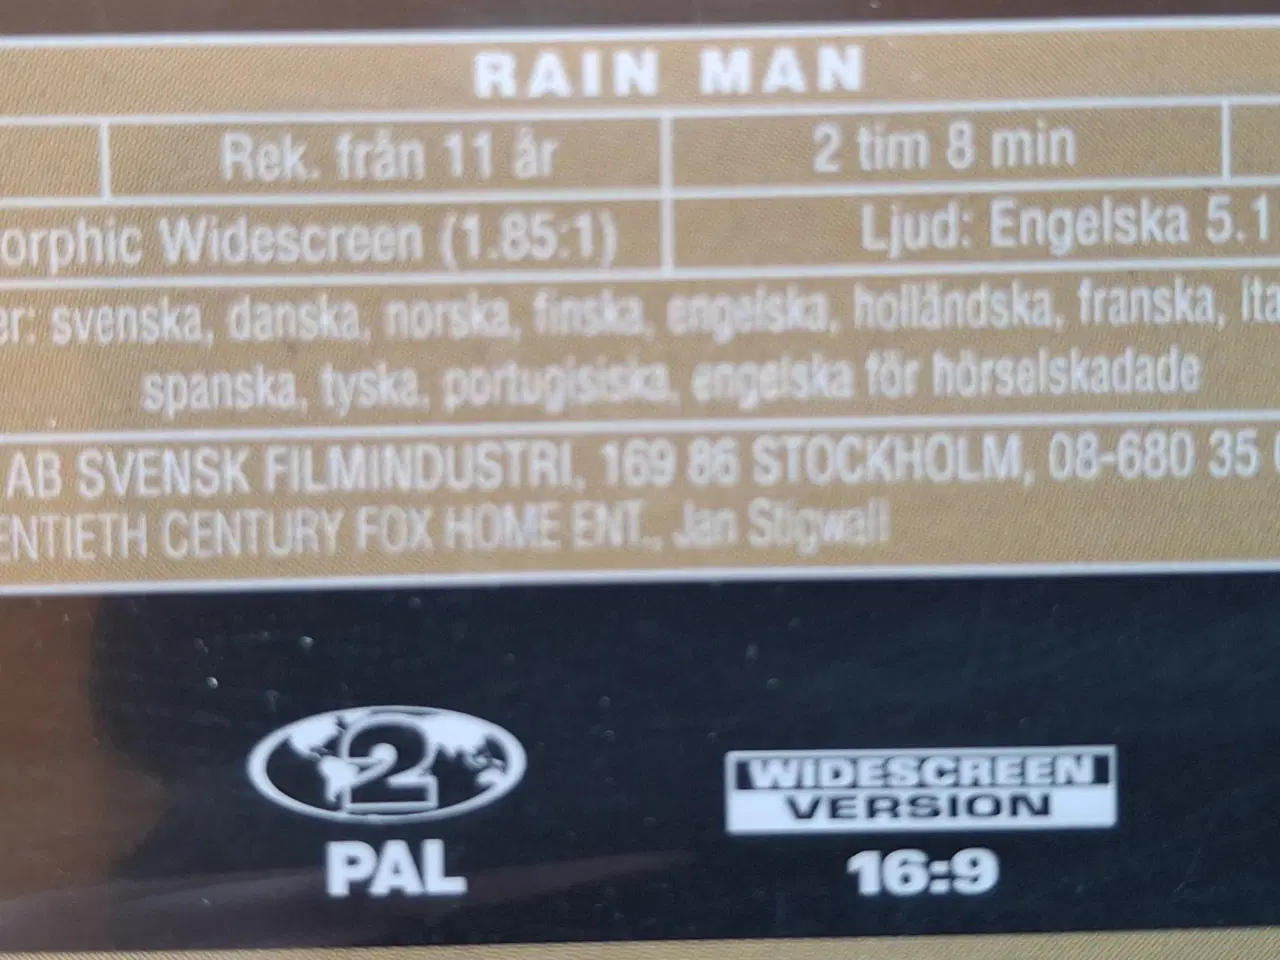 RAIN MAN
Rek. från 11 år
2 tim 8 min
orphic Widescreen (1.85:1)
Ljud: Engelska 5.1
er: svenska, danska, norska, finska, engelska, holländska, franska, ita
spanska, tyska, portugisiska, engelska för hörselskadade
AB SVENSK FILMINDUSTRI, 169 86 STOCKHOLM, 08-680 35
ENTIETH CENTURY FOX HOME ENT., Jan Stigwall
2
PAL
WIDESCREEN
VERSION
16:9